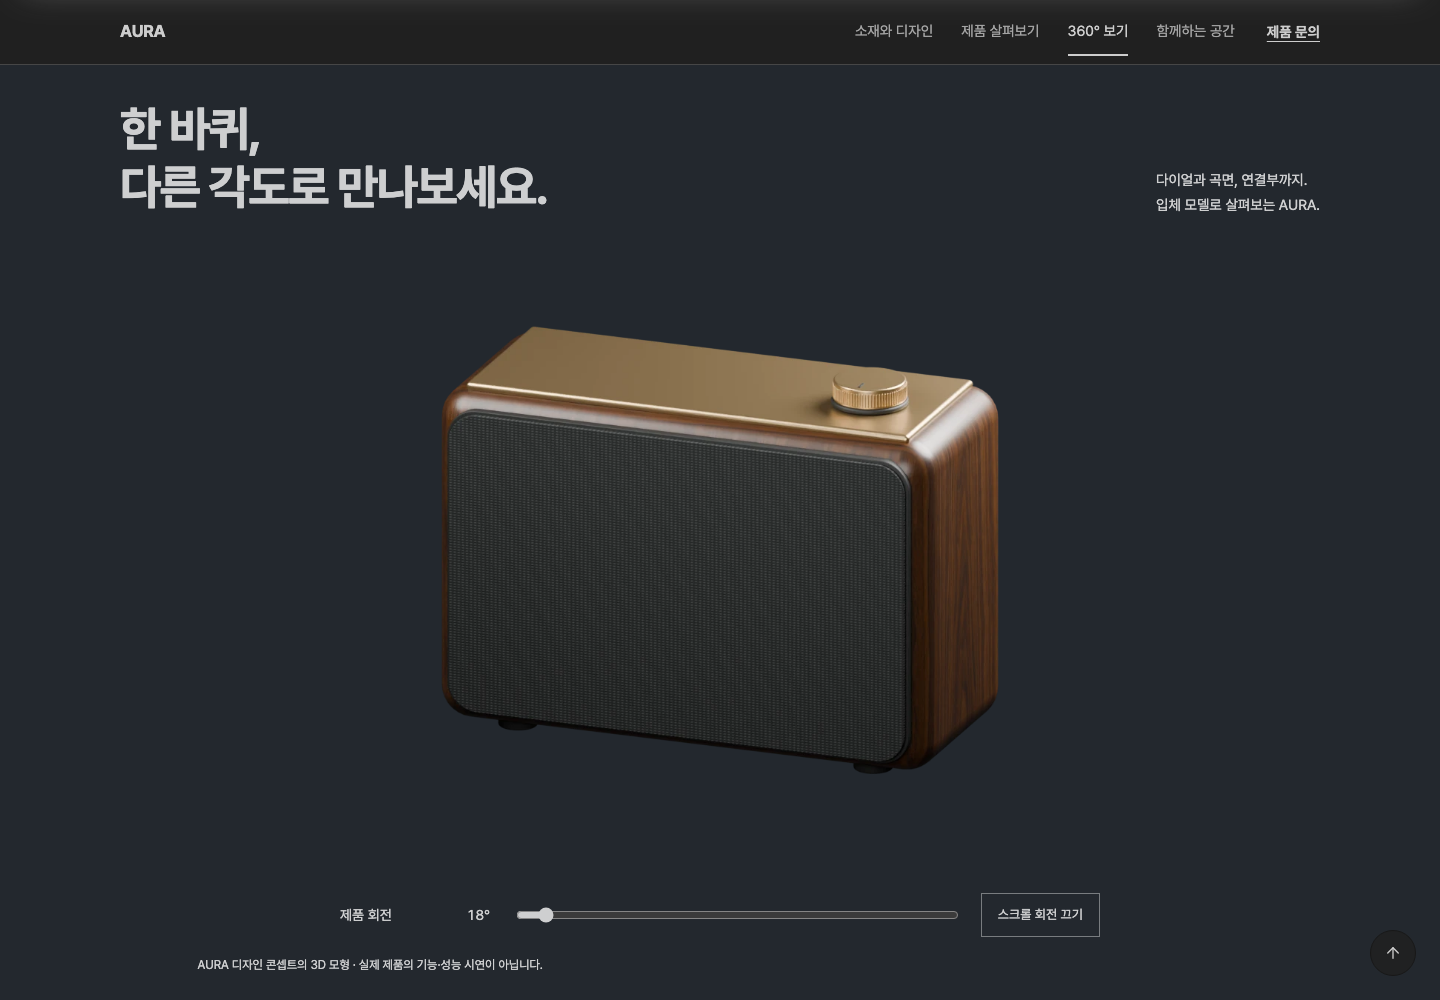 AURA
소재와 디자인
제품 살펴보기
360° 보기
함께하는 공간
제품 문의
한 바퀴,
다른 각도로 만나보세요.
다이얼과 곡면, 연결부까지.
입체 모델로 살펴보는 AURA.
제품 회전
18°
스크롤 회전 끄기
AURA 디자인 콘셉트의 3D 모형 · 실제 제품의 기능·성능 시연이 아닙니다.